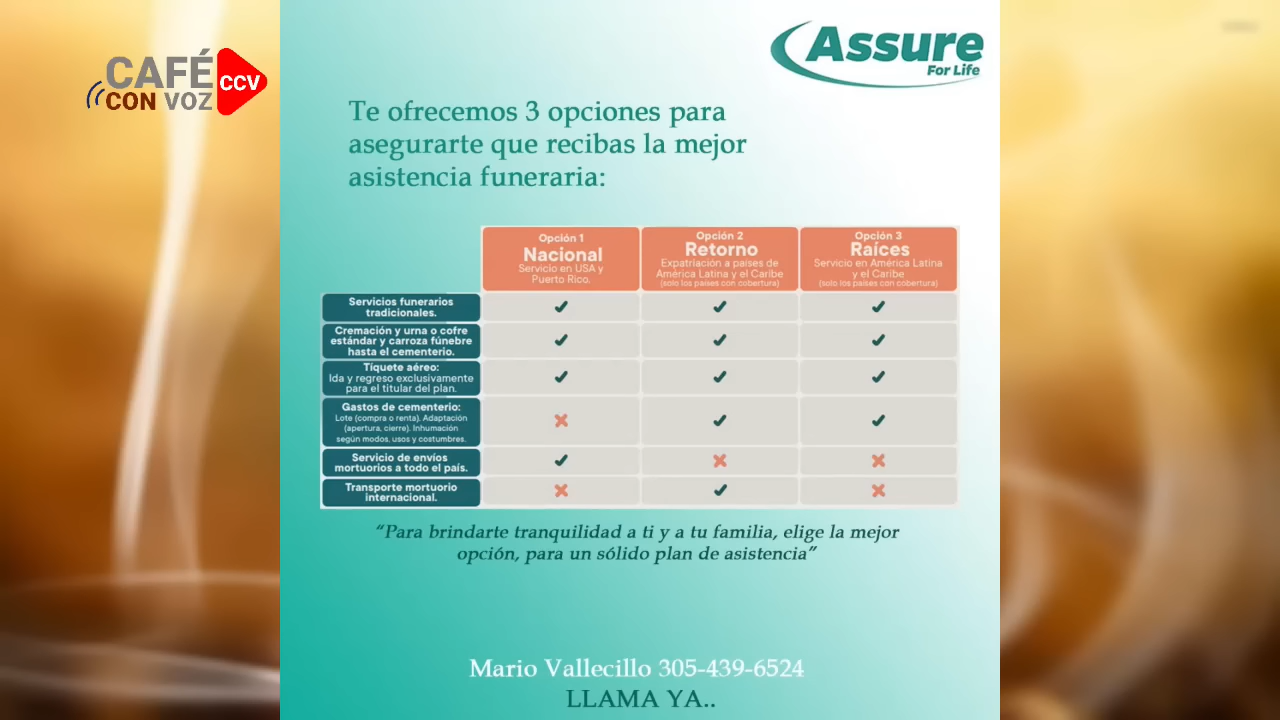 CAFÉ
CON VOZ
CCV
Assure
For Life
Te ofrecemos 3 opciones para
asegurarte que recibas la mejor
asistencia funeraria:
Opción 1
Nacional
Servicio en USA y
Puerto Rico.
Opción 2
Retorno
Expatriación a paises de
América Latina y el Caribe
(solo los países con cobertura)
Opción 3
Raíces
Servicio en América Latina
y el Caribe
(solo los países con cobertura)
Servicios funerarios
tradicionales.
Cremación y urna o cofre
estándar y carroza fúnebre
hasta el cementerio.
Tíquete aéreo:
Ida y regreso exclusivamente
para el titular del plan.
Gastos de cementerio:
Lote (compra o renta). Adaptación
(apertura, cierre). Inhumación
según modos, usos y costumbres.
Servicio de envíos
mortuorios a todo el país.
Transporte mortuorio
internacional.
“Para brindarte tranquilidad a ti y a tu familia, elige la mejor
opción, para un sólido plan de asistencia”
Mario Vallecillo 305-439-6524
LLAMA YA..